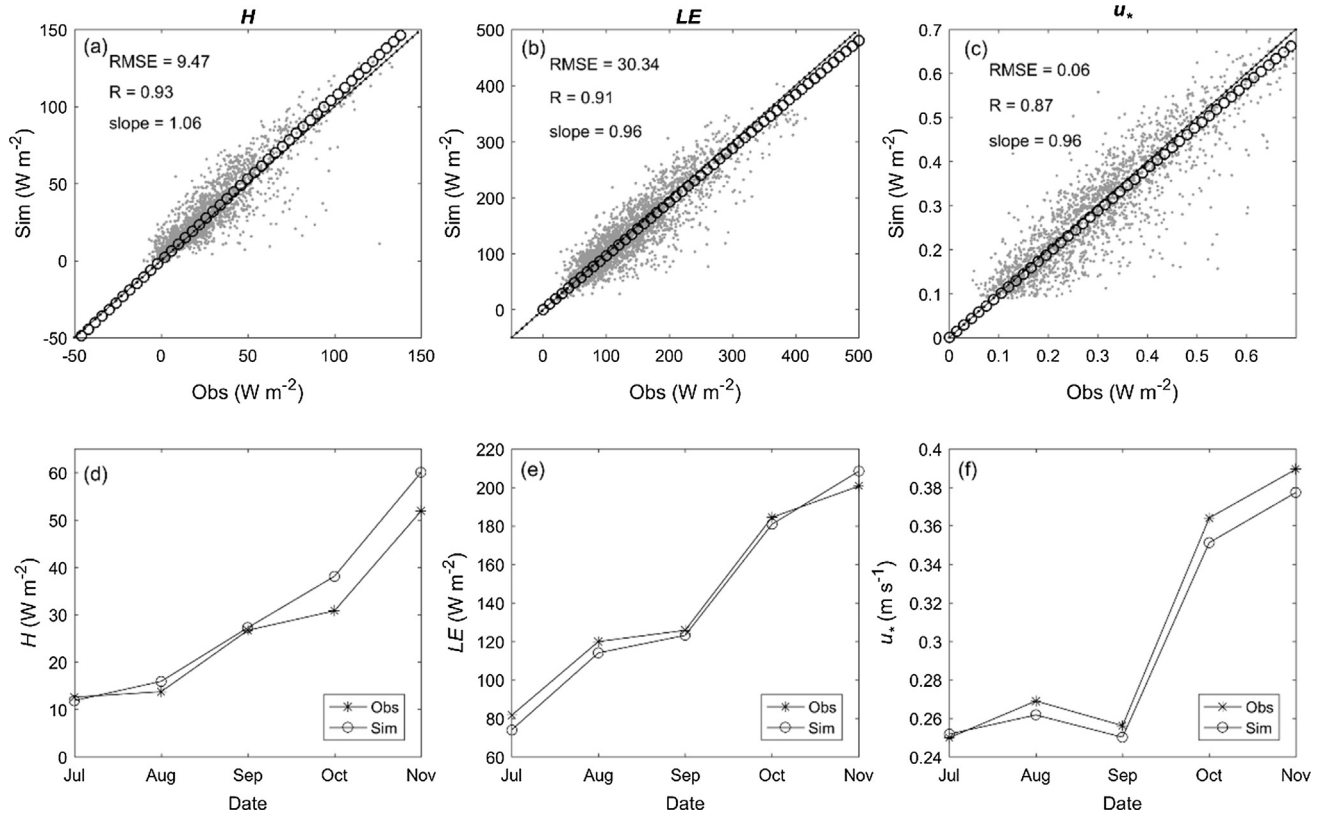 H
LE
u*
(a)
RMSE = 9.47
R = 0.93
slope = 1.06
150
100
50
0
-50
-50
0
50
100
150
Sim (W m-2)
Obs (W m-2)
(b)
RMSE = 30.34
R = 0.91
slope = 0.96
500
400
300
200
100
0
0
100
200
300
400
500
Sim (W m-2)
Obs (W m-2)
(c)
RMSE = 0.06
R = 0.87
slope = 0.96
0.7
0.6
0.5
0.4
0.3
0.2
0.1
0
0
0.1
0.2
0.3
0.4
0.5
0.6
Obs (W m-2)
(d)
60
50
40
30
20
10
0
H (W m-2)
Obs
Sim
Jul
Aug
Sep
Oct
Nov
Date
(e)
220
200
180
160
140
120
100
80
60
LE (W m-2)
Obs
Sim
Jul
Aug
Sep
Oct
Nov
Date
(f)
0.4
0.38
0.36
0.34
0.32
0.3
0.28
0.26
0.24
u* (m s-1)
Obs
Sim
Jul
Aug
Sep
Oct
Nov
Date